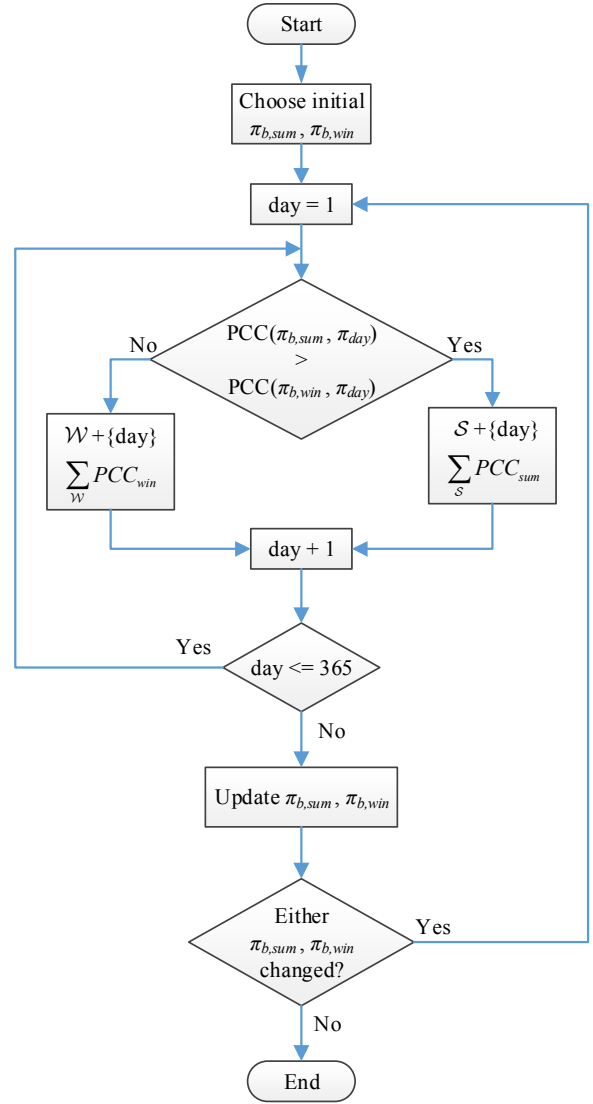 Start
Choose initial
π_{b,sum} , π_{b,win}
day = 1
PCC(π_{b,sum} , π_{day})
>
PCC(π_{b,win} , π_{day})
No
Yes
𝒲 +{day}
∑_{𝒲} PCC_{win}
𝒮 +{day}
∑_{𝒮} PCC_{sum}
day + 1
Yes
day <= 365
No
Update π_{b,sum} , π_{b,win}
Either
π_{b,sum} , π_{b,win}
changed?
Yes
No
End